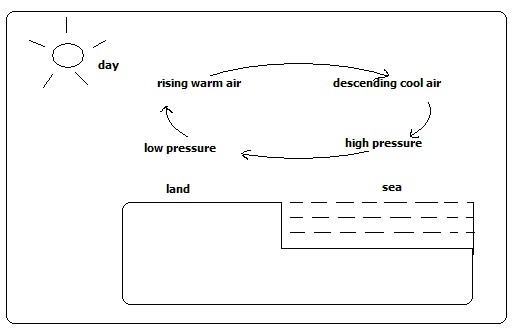 day
rising warm air
descending cool air
low pressure
high pressure
land
sea